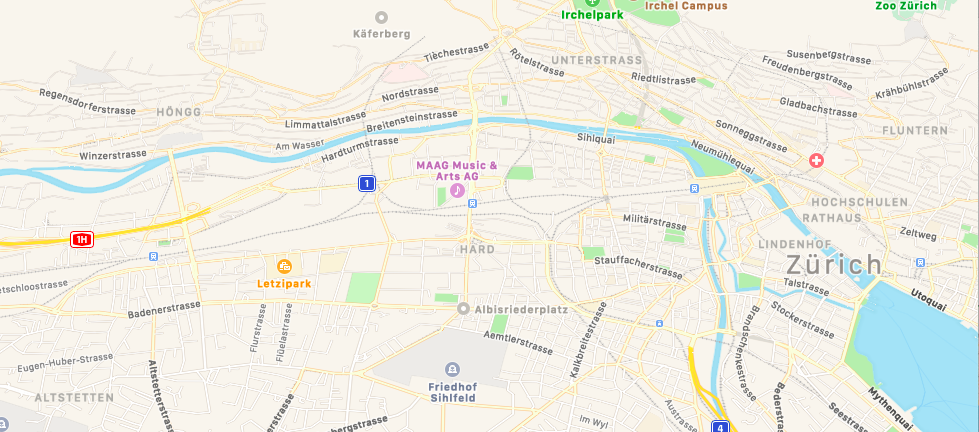 Irchel Campus
Zoo Zürich
Irchelpark
Käferberg
Tièchestrasse
Rötelstrasse
UNTERSTRASS
Susenbergstrasse
Freudenbergstrasse
Riedtlistrasse
Krähbühlstrasse
Regensdorferstrasse
Nordstrasse
HÖNGG
Limmattalstrasse
Breitensteinstrasse
Gladbachstrasse
Sonneggstrasse
FLUNTERN
Sihlquai
Neumühlequai
Am Wasser
Hardturmstrasse
Winzerstrasse
MAAG Music &
Arts AG
1
HOCHSCHULEN
RATHAUS
Militärstrasse
Zeltweg
1H
HARD
LINDENHOF
Zürich
Stauffacherstrasse
Letzipark
Talstrasse
etschloostrasse
Utoquai
Badenerstrasse
Albisriederplatz
Stockerstrasse
Flurstrasse
Flüelastrasse
Aemtlerstrasse
Kalkbreitestrasse
Brandschenkestrasse
Eugen-Huber-Strasse
Altstetterstrasse
Friedhof
Sihlfeld
ALTSTETTEN
Bederstrasse
Mythenquai
Seestrasse
Austrasse
Im Wyl
4